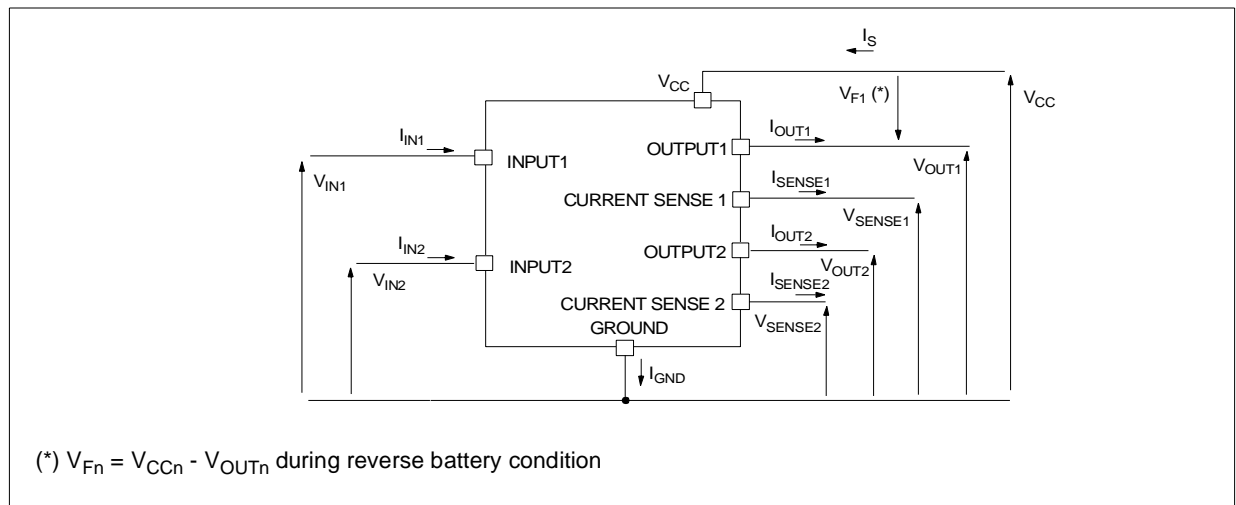 I_S
V_CC
V_F1 (*)
V_CC
I_IN1
I_OUT1
INPUT1
OUTPUT1
V_IN1
V_OUT1
I_SENSE1
CURRENT SENSE 1
V_SENSE1
I_IN2
I_OUT2
INPUT2
OUTPUT2
V_IN2
V_OUT2
I_SENSE2
CURRENT SENSE 2
V_SENSE2
GROUND
I_GND
(*) V_Fn = V_CCn - V_OUTn during reverse battery condition